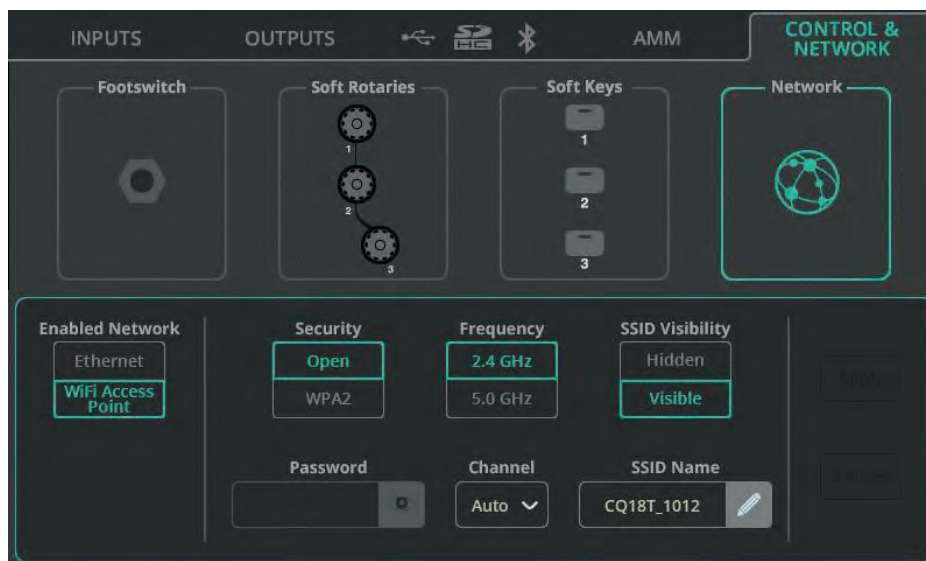 INPUTS
OUTPUTS
SD
HC
AMM
CONTROL &
NETWORK
Footswitch
Soft Rotaries
1
2
3
Soft Keys
1
2
3
Network
Enabled Network
Ethernet
WiFi Access
Point
Security
Open
WPA2
Frequency
2.4 GHz
5.0 GHz
SSID Visibility
Hidden
Visible
Password
Channel
Auto
SSID Name
CQ18T_1012